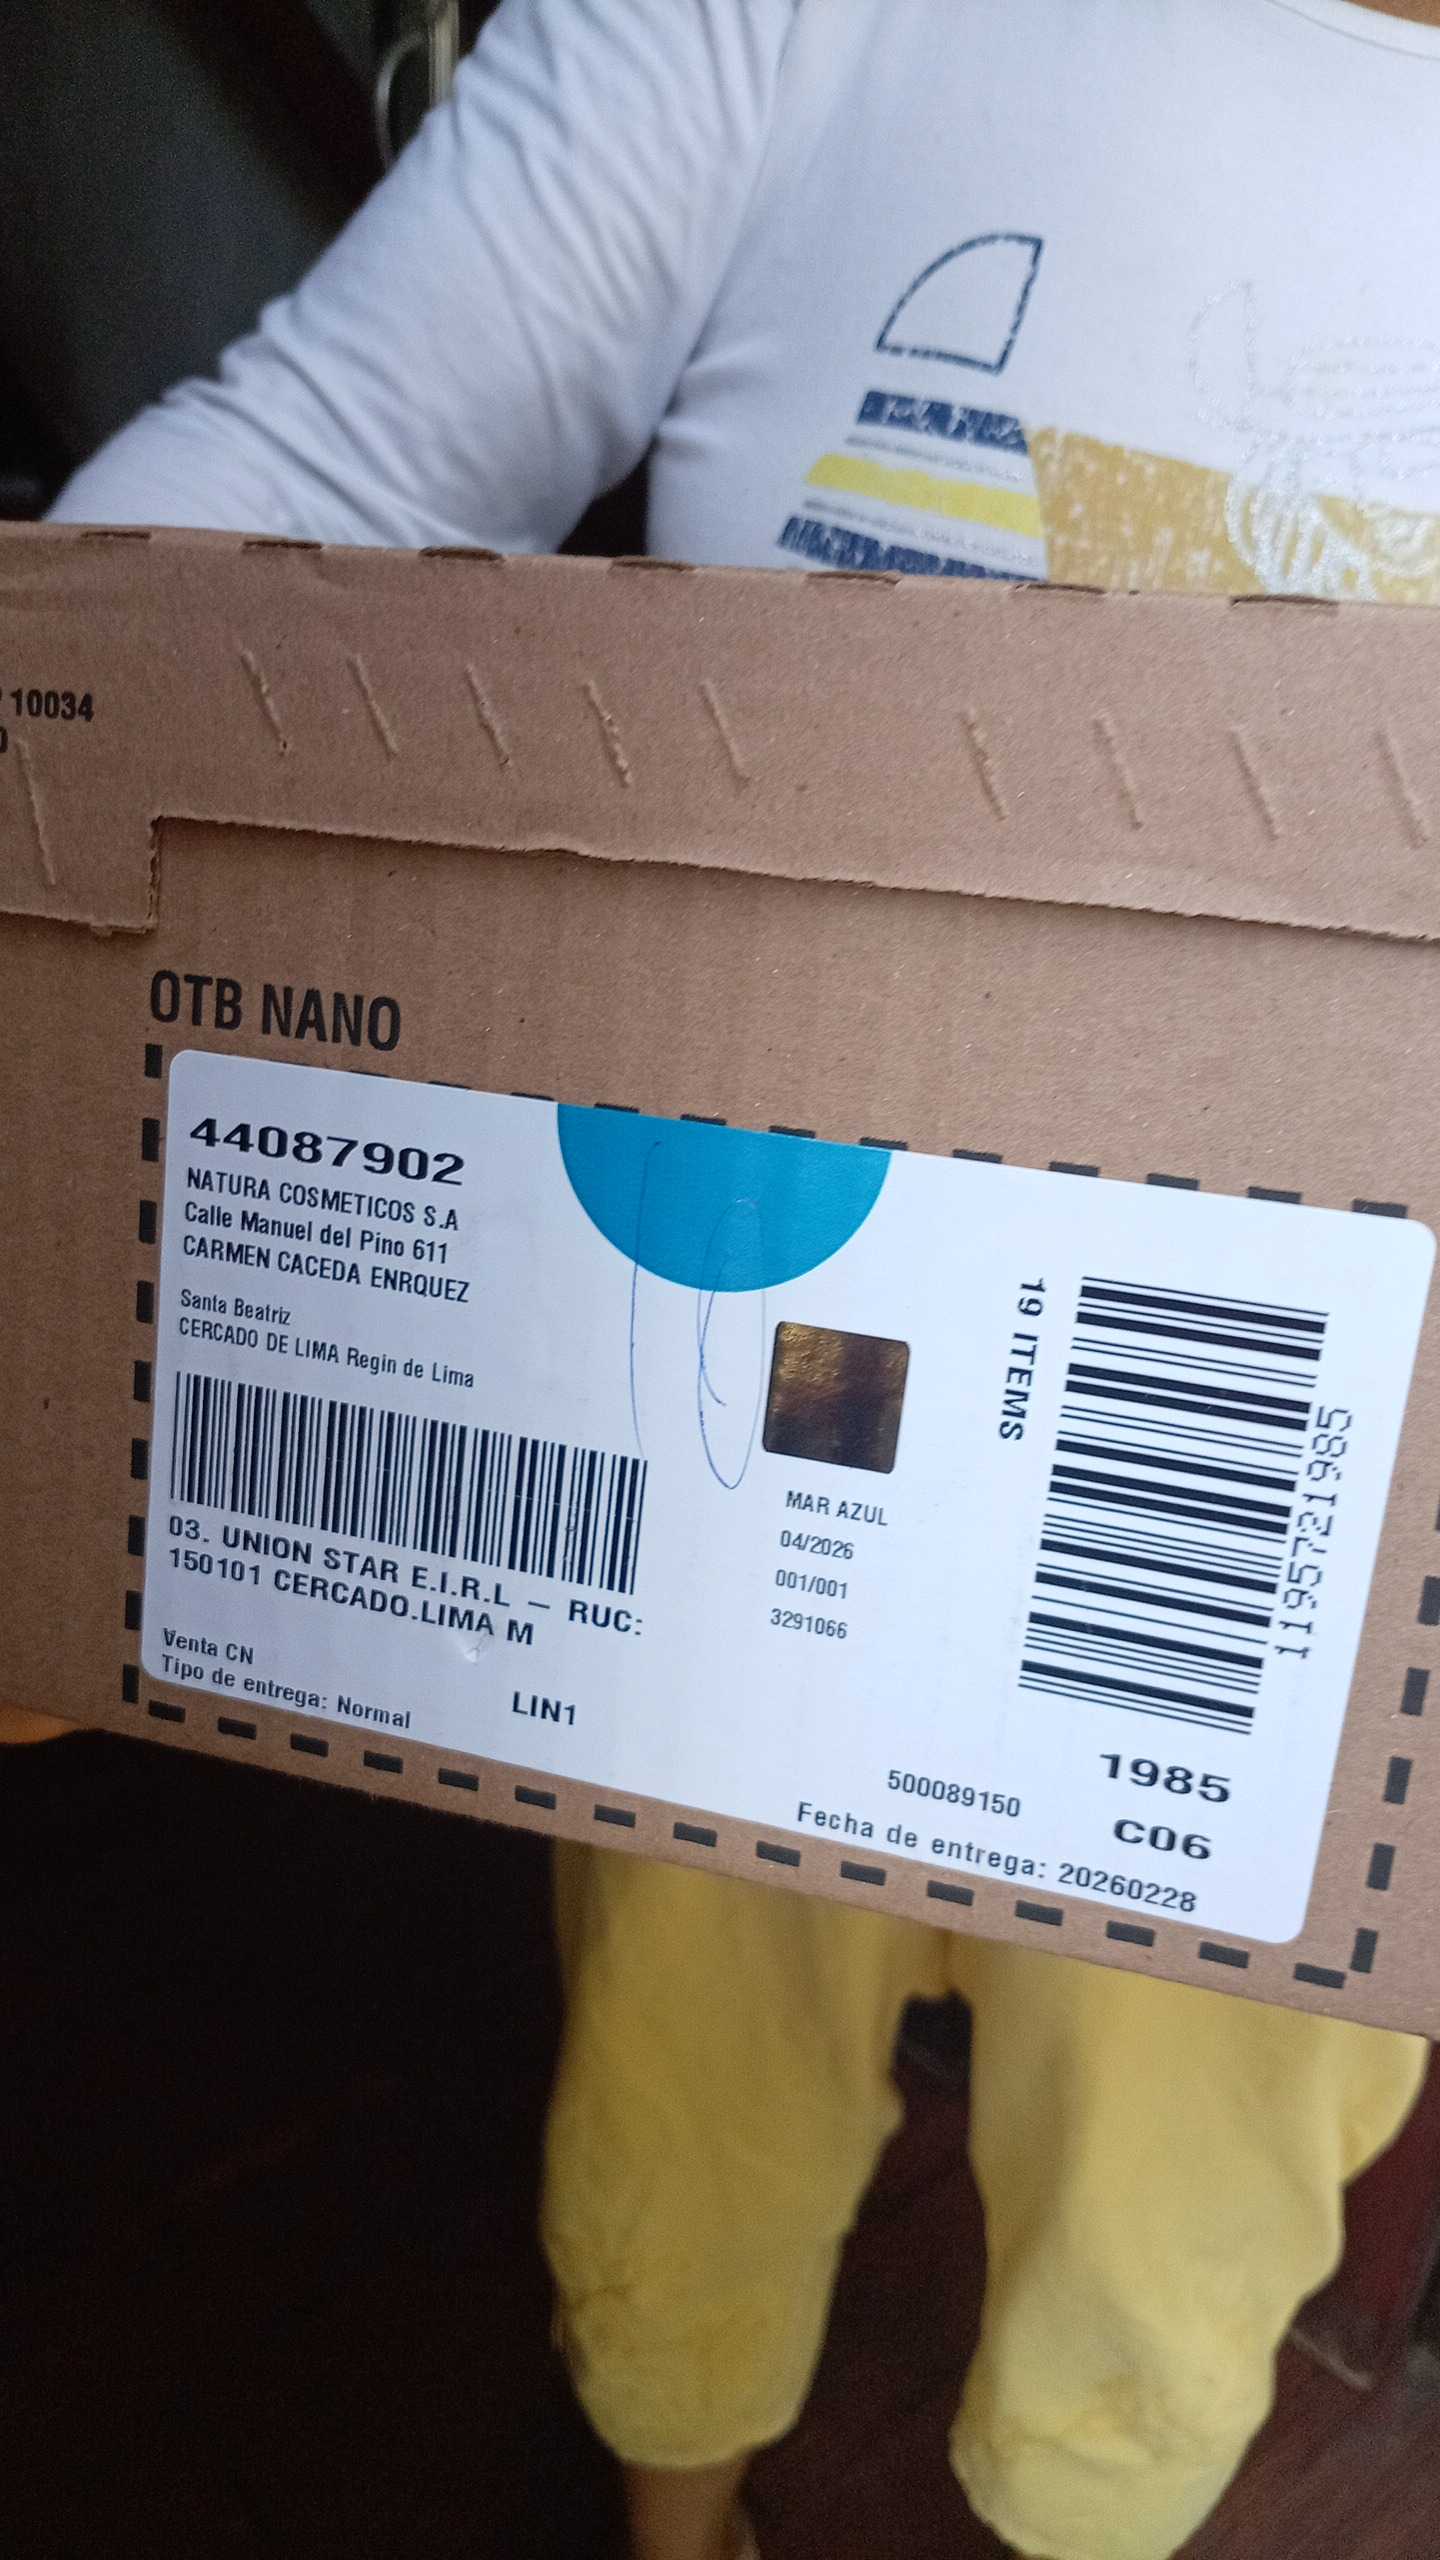 10034
OTB NANO
44087902
NATURA COSMETICOS S.A
Calle Manuel del Pino 611
CARMEN CACEDA ENRQUEZ
Santa Beatriz
CERCADO DE LIMA Regin de Lima
03. UNION STAR E.I.R.L – RUC:
150101 CERCADO.LIMA M
Venta CN
Tipo de entrega: Normal
LIN1
MAR AZUL
04/2026
001/001
3291066
19 ITEMS
1195721985
1985
C06
500089150
Fecha de entrega: 20260228